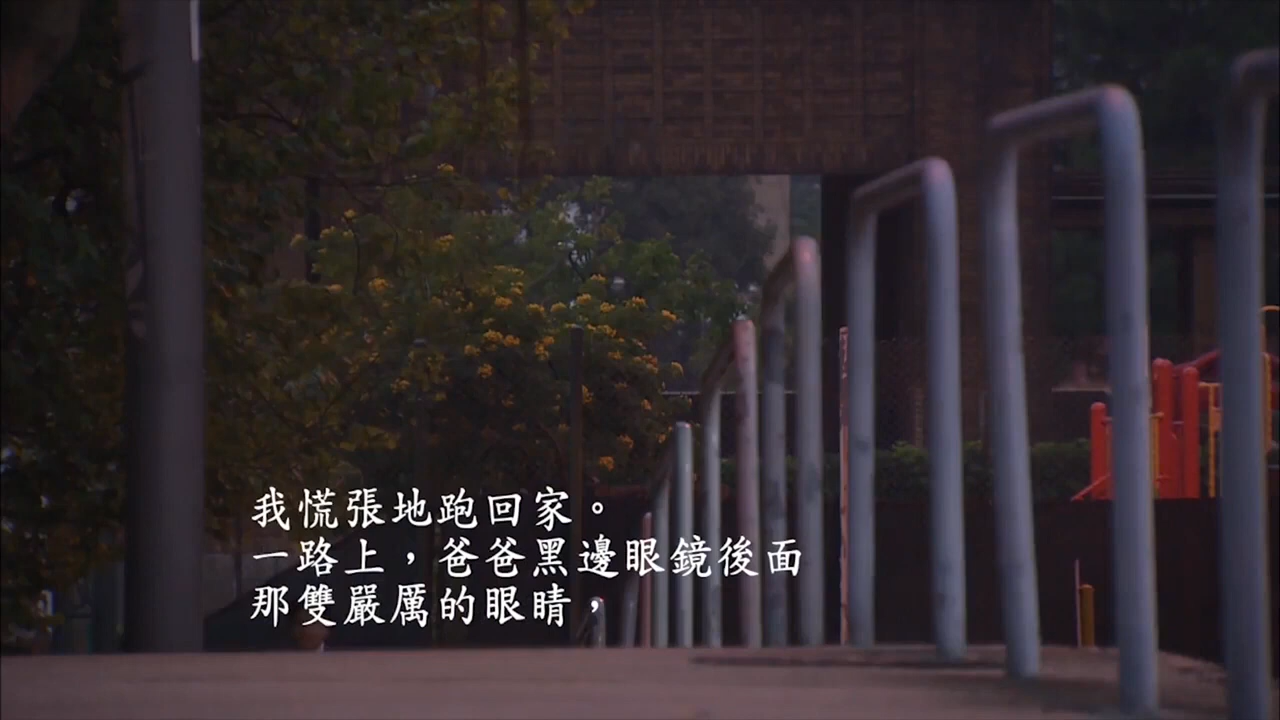 我慌張地跑回家。
一路上，爸爸黑邊眼鏡後面
那雙嚴厲的眼睛，